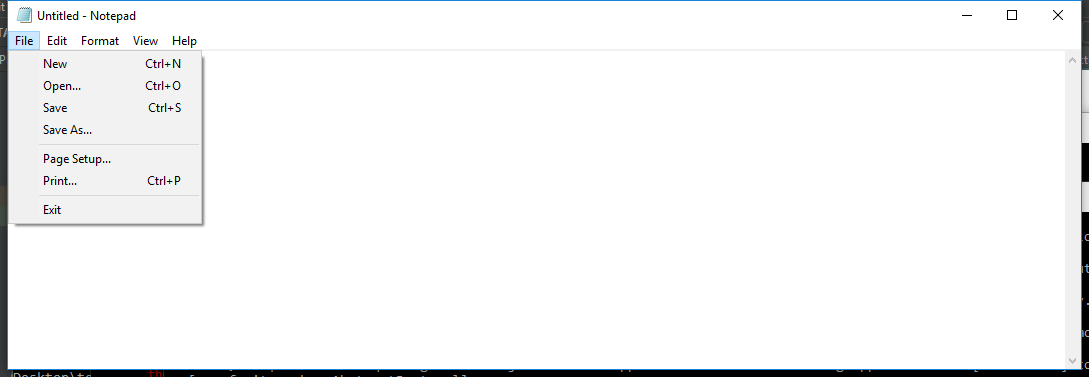 Untitled - Notepad
File Edit Format View Help
New Ctrl+N
Open... Ctrl+O
Save Ctrl+S
Save As...
Page Setup...
Print... Ctrl+P
Exit